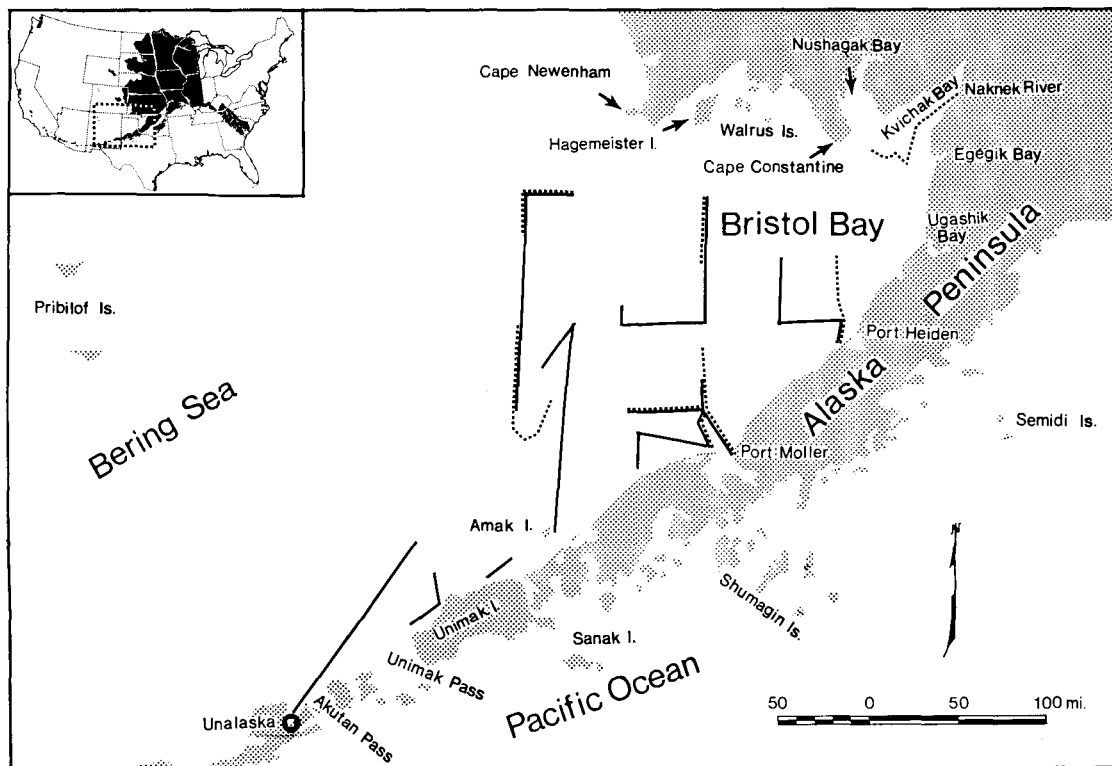 Nushagak Bay
Cape Newenham
Kvichak Bay
Naknek River
Hagemeister I.
Walrus Is.
Cape Constantine
Egegik Bay
Bristol Bay
Ugashik
Bay
Pribilof Is.
Peninsula
Port Heiden
Alaska
Bering Sea
Semidi Is.
Port Moller
Amak I.
N
Shumagin Is.
Unimak I.
Sanak I.
Unimak Pass
Pacific Ocean
50 0 50 100 mi.
Unalaska
Akutan Pass